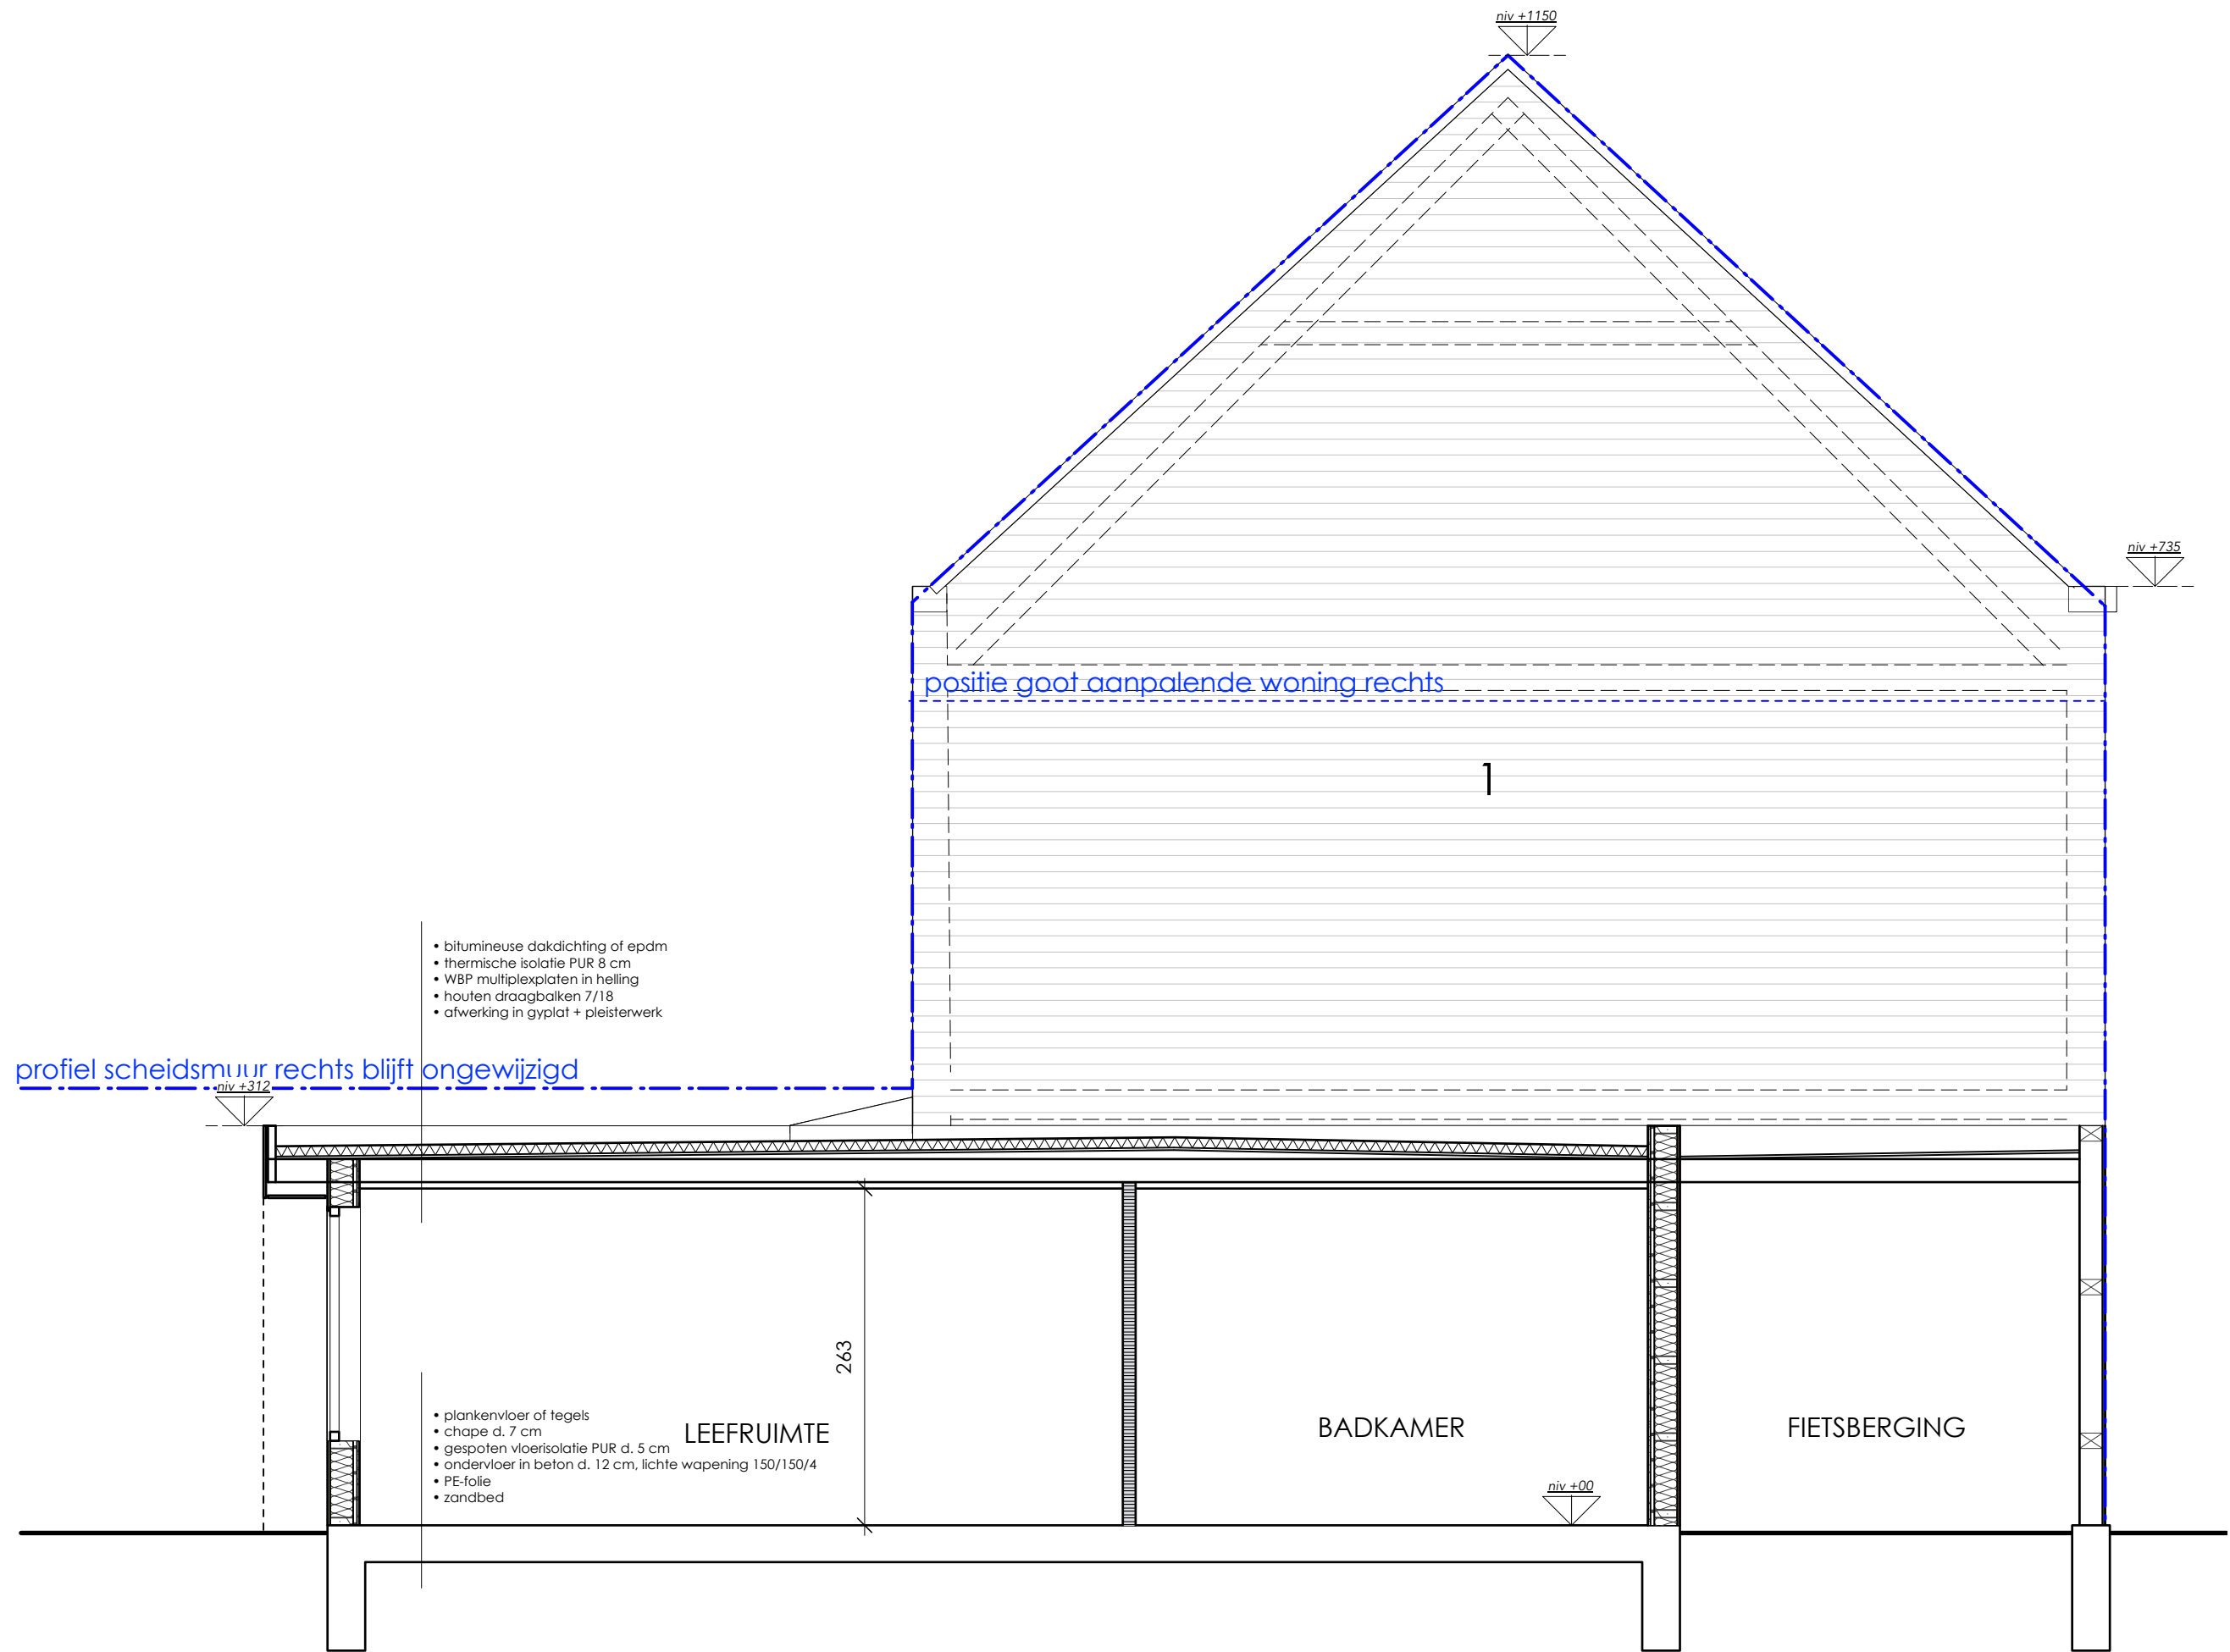 niv +1150
niv +735
positie goot aanpalende woning rechts
1
• bitumineuse dakdichting of epdm
• thermische isolatie PUR 8 cm
• WBP multiplexplaten in helling
• houten draagbalken 7/18
• afwerking in gyplat + pleisterwerk
profiel scheidsmuur rechts blijft ongewijzigd
niv +312
263
• plankenvloer of tegels
• chape d. 7 cm
• gespoten vloerisolatie PUR d. 5 cm
• ondervloer in beton d. 12 cm, lichte wapening 150/150/4
• PE-folie
• zandbed
LEEFRUIMTE
BADKAMER
FIETSBERGING
niv +00